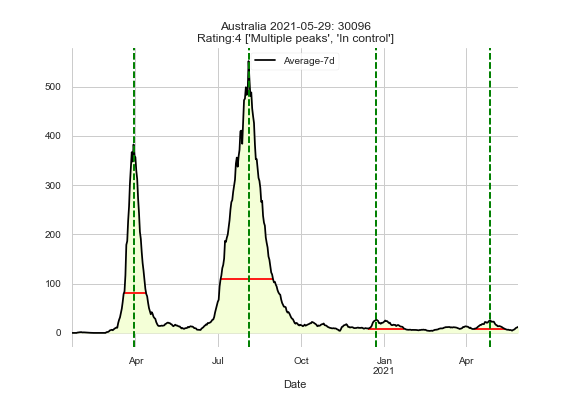 Australia 2021-05-29: 30096
Rating:4 ['Multiple peaks', 'In control']
Average-7d
500
400
300
200
100
0
Apr
Jul
Oct
Jan
2021
Apr
Date